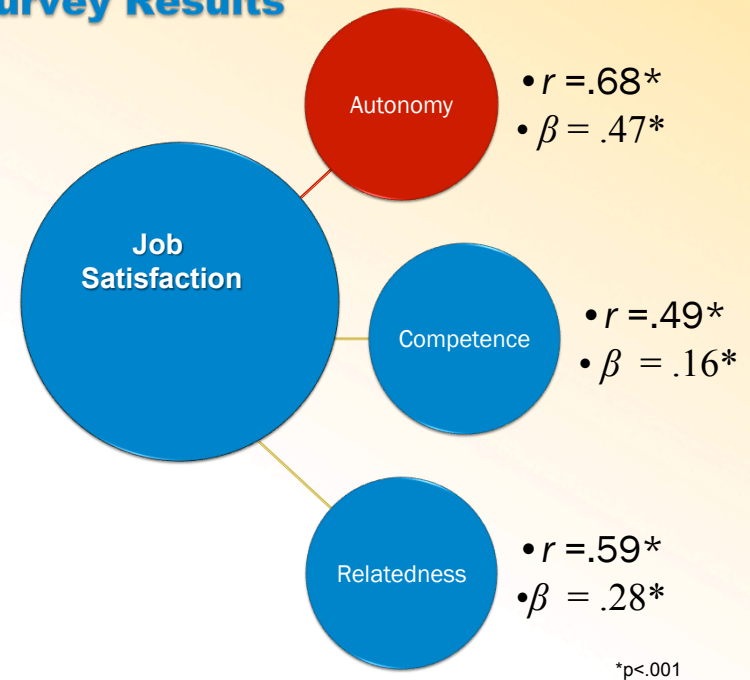 urvey Results
Autonomy
•r =.68*
• β = .47*
Job
Satisfaction
Competence
•r =.49*
• β = .16*
Relatedness
•r =.59*
•β = .28*
*p<.001